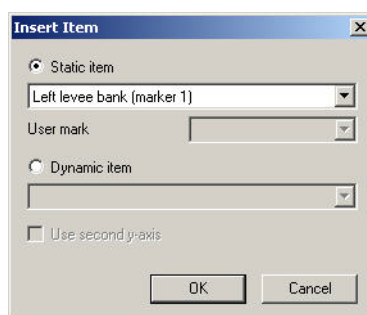 Insert Item
Static item
Left levee bank (marker 1)
User mark
Dynamic item
Use second y-axis
OK Cancel